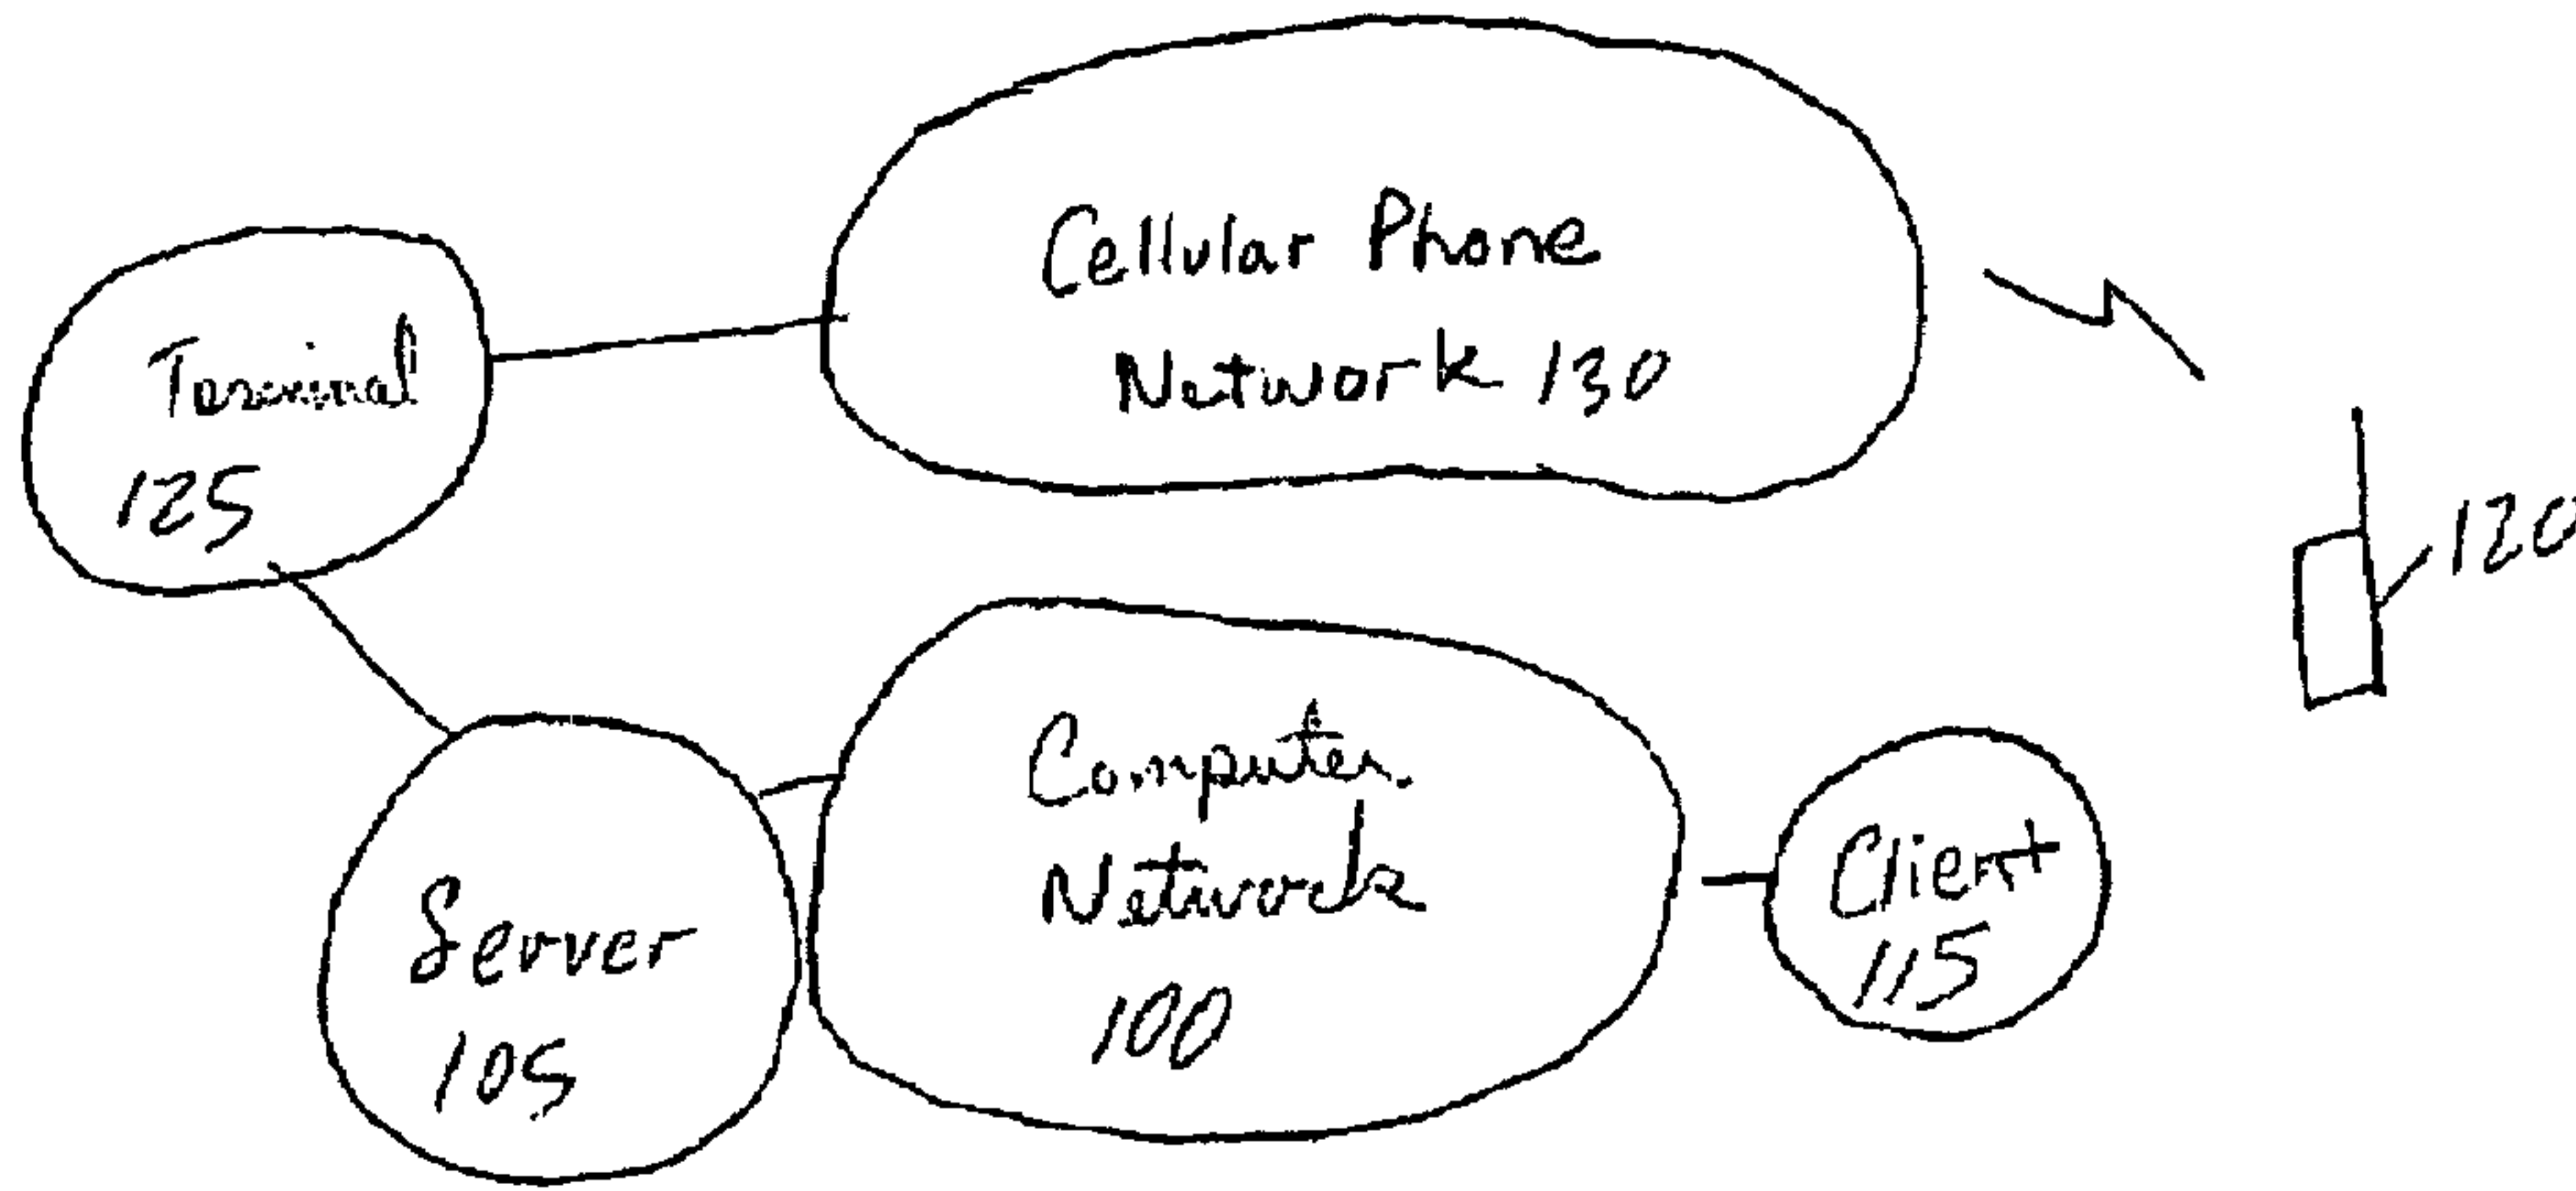 Cellular Phone
Network 130
Terminal
125
120
Computer
Network
100
Client
115
Server
105